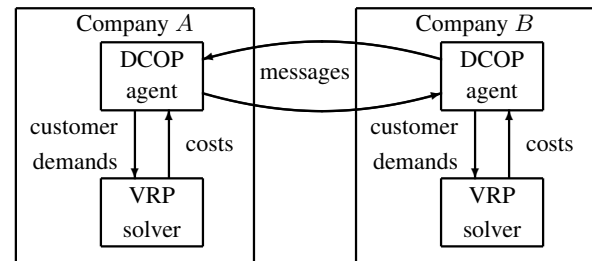 Company A
Company B
DCOP
agent
messages
DCOP
agent
customer
demands
costs
customer
demands
costs
VRP
solver
VRP
solver